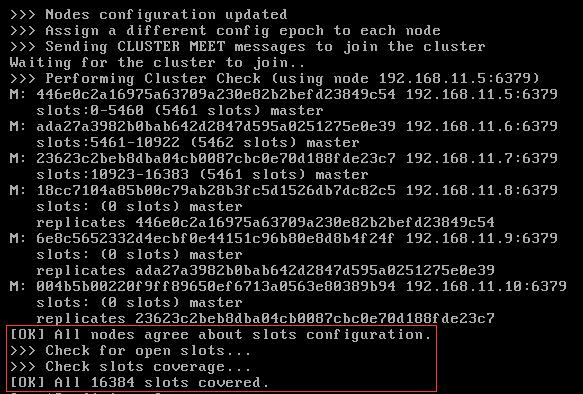 >>> Nodes configuration updated
>>> Assign a different config epoch to each node
>>> Sending CLUSTER MEET messages to join the cluster
Waiting for the cluster to join..
>>> Performing Cluster Check (using node 192.168.11.5:6379)
M: 446e0c2a16975a63709a230e82b2befd23849c54 192.168.11.5:6379
slots:0-5460 (5461 slots) master
M: ada27a3982b0bab642d2847d595a0251275e0e39 192.168.11.6:6379
slots:5461-10922 (5462 slots) master
M: 23623c2beb8dba04cb0087cbc0e70d188fde23c7 192.168.11.7:6379
slots:10923-16383 (5461 slots) master
M: 18cc7104a85b00c79ab28b3fc5d1526db7dc82c5 192.168.11.8:6379
slots: (0 slots) master
replicates 446e0c2a16975a63709a230e82b2befd23849c54
M: 6e8c5652332d4ecbf0e44151c96b80e8d8b4f24f 192.168.11.9:6379
slots: (0 slots) master
replicates ada27a3982b0bab642d2847d595a0251275e0e39
M: 004b5b00220f9ff89650ef6713a0563e80389b94 192.168.11.10:6379
slots: (0 slots) master
replicates 23623c2beb8dba04cb0087cbc0e70d188fde23c7
[OK] All nodes agree about slots configuration.
>>> Check for open slots...
>>> Check slots coverage...
[OK] All 16384 slots covered.